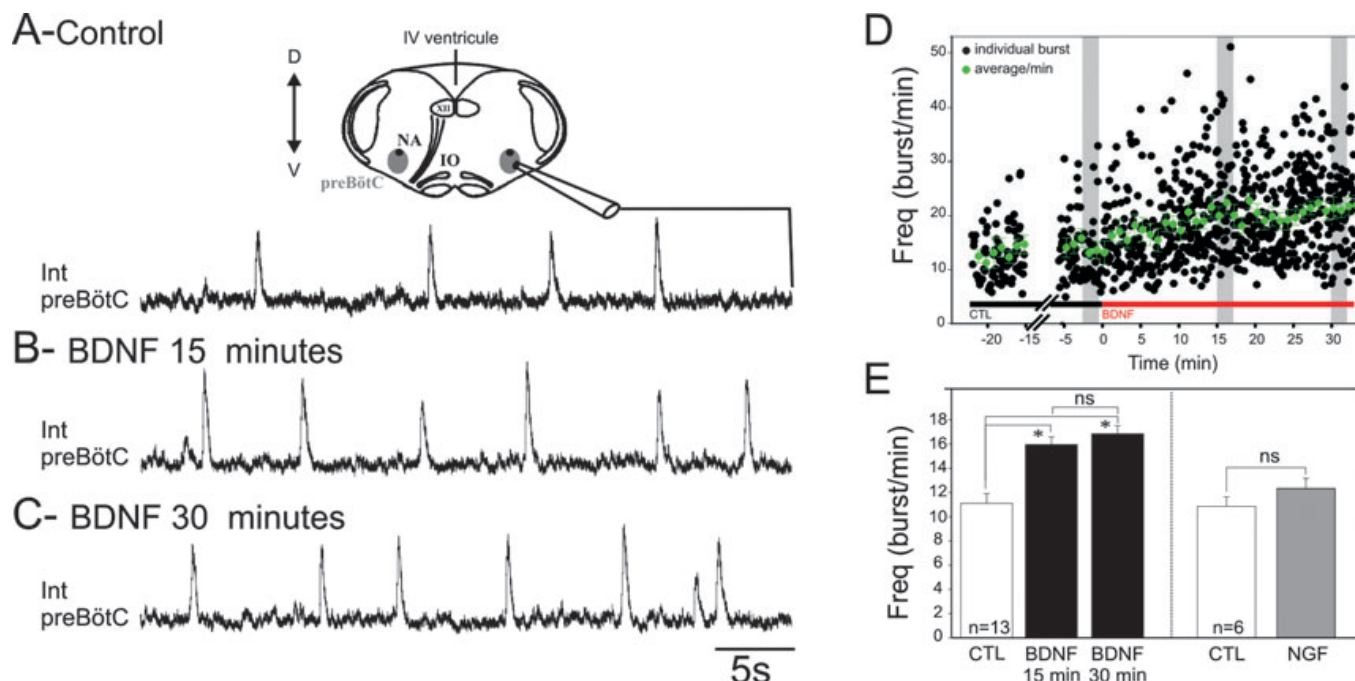 A-Control
D
V
IV ventricule
XII
NA
IO
preBötC
Int
preBötC
B- BDNF 15 minutes
Int
preBötC
C- BDNF 30 minutes
Int
preBötC
5s
D
individual burst
average/min
Freq (burst/min)
50
40
30
20
10
0
CTL
BDNF
-20
-15
-5
0
5
10
15
20
25
30
Time (min)
E
Freq (burst/min)
18
16
14
12
10
8
6
4
2
0
ns
*
*
ns
n=13
n=6
CTL
BDNF
15 min
BDNF
30 min
CTL
NGF